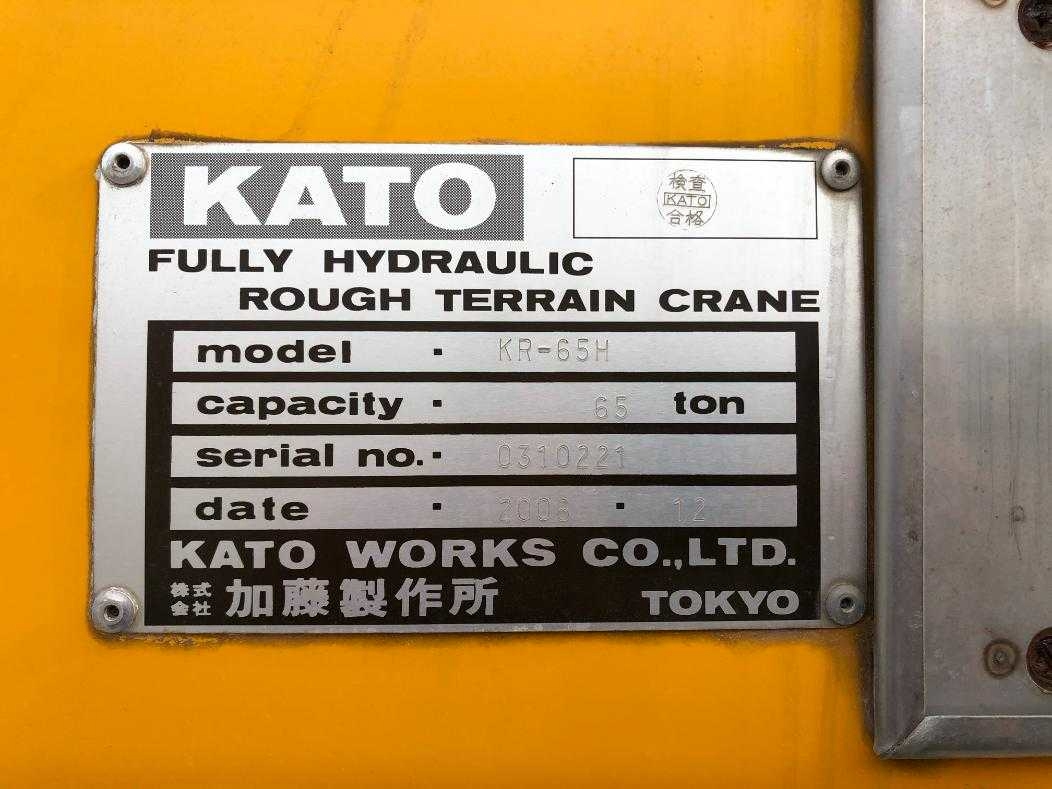 KATO
検査
KATO
合格
FULLY HYDRAULIC
ROUGH TERRAIN CRANE
model · KR-65H
capacity · 65 ton
serial no. · 0310221
date · 2006 · 12
KATO WORKS CO.,LTD.
株式会社 加藤製作所 TOKYO